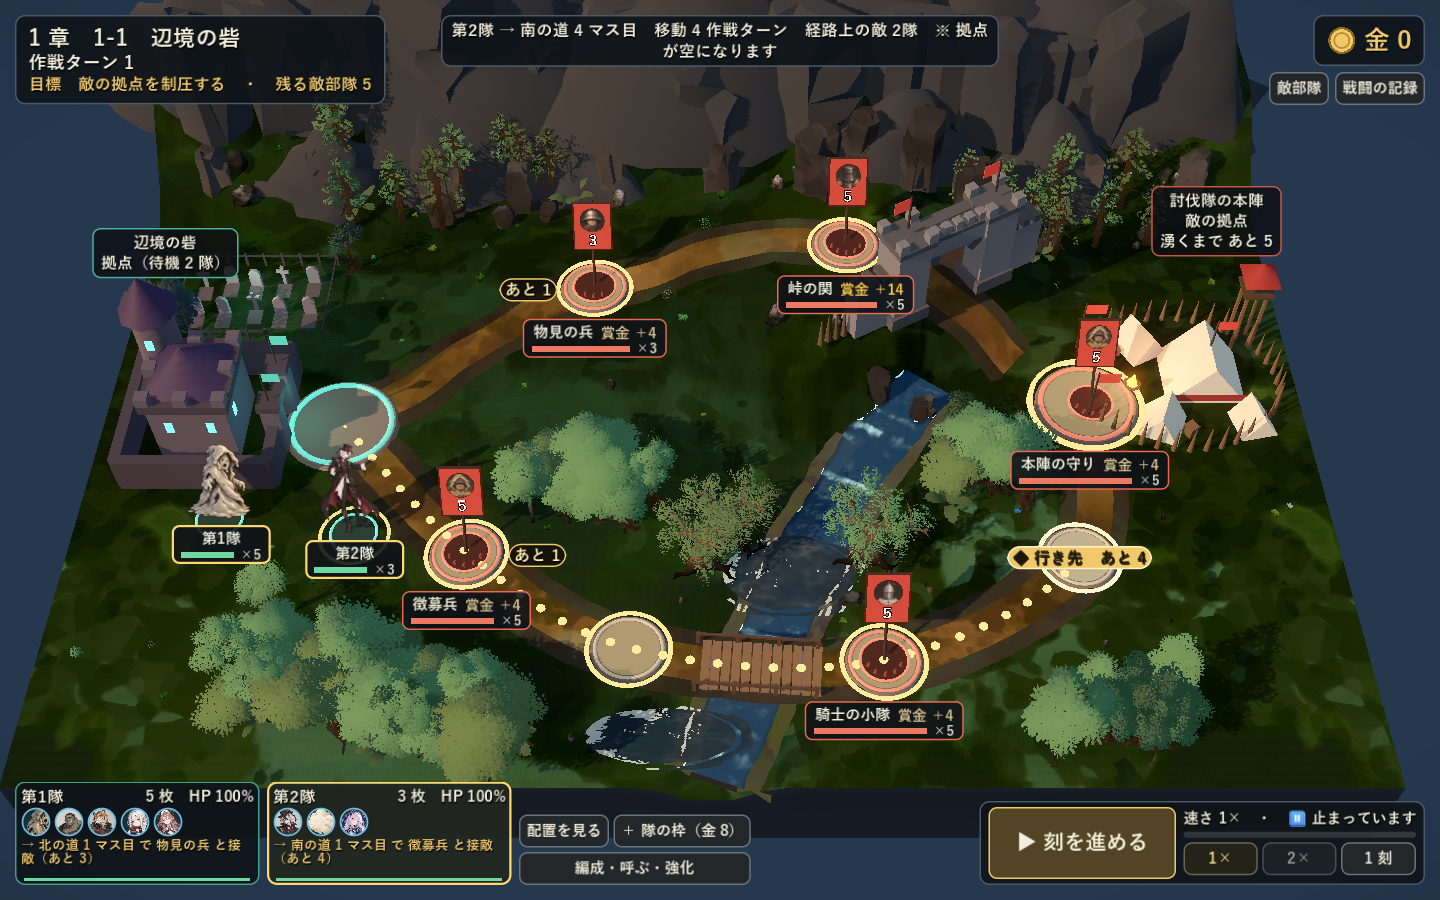 1 章　1-1　辺境の砦
作戦ターン 1
目標　敵の拠点を制圧する　・　残る敵部隊 5
第2隊 → 南の道 4 マス目　移動 4 作戦ターン　経路上の敵 2隊　※ 拠点
が空になります
金 0
敵部隊
戦闘の記録
辺境の砦
拠点（待機 2 隊）
討伐隊の本陣
敵の拠点
湧くまで あと 5
3
あと 1
物見の兵 賞金 +4
×3
5
峠の関 賞金 +14
×5
5
本陣の守り 賞金 +4
×5
第1隊
×5
第2隊
×3
5
あと 1
徴募兵 賞金 +4
×5
◆ 行き先　あと 4
5
騎士の小隊 賞金 +4
×5
第1隊 5 枚 HP 100%
→ 北の道 1 マス目 で 物見の兵 と接
敵（あと 3）
第2隊 3 枚 HP 100%
→ 南の道 1 マス目 で 徴募兵 と接敵
（あと 4）
配置を見る
＋ 隊の枠（金 8）
編成・呼ぶ・強化
▶ 刻を進める
速さ 1×　・　⏸ 止まっています
1×
2×
1 刻